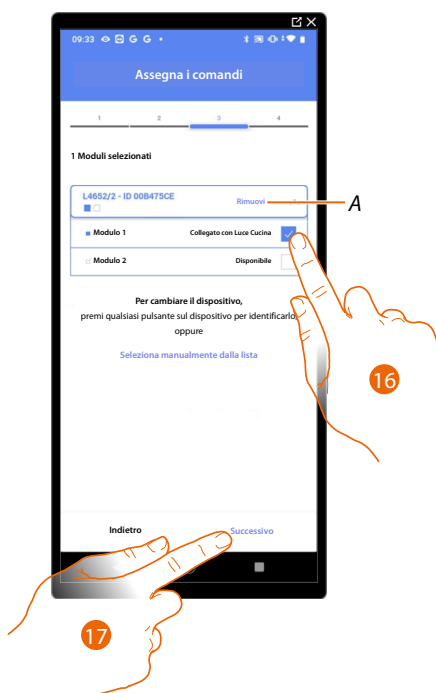 09:33 G G
Assegna i comandi
1 2 3 4
1 Moduli selezionati
L4652/2 - ID 00B475CE Rimuovi A
Modulo 1 Collegato con Luce Cucina
Modulo 2 Disponibile
Per cambiare il dispositivo,
premi qualsiasi pulsante sul dispositivo per identificarlo
oppure
Seleziona manualmente dalla lista
16
Indietro Successivo
17